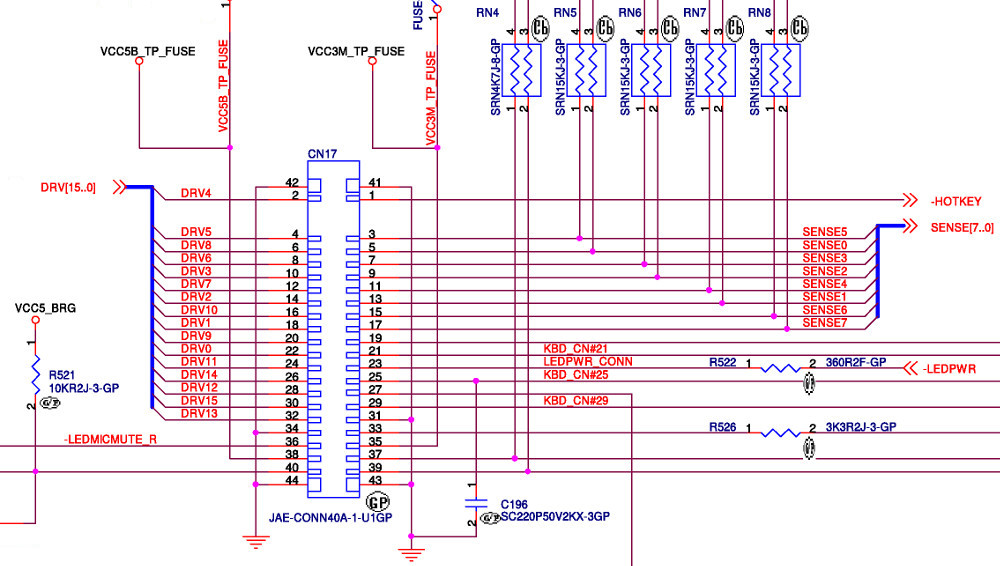 RN4 RN5 RN6 RN7 RN8
1 1 FUSE
4 3 4 3 4 3 4 3 4 3
SRN4K7J-8-GP SRN15KJ-3-GP SRN15KJ-3-GP SRN15KJ-3-GP SRN15KJ-3-GP
1 2 1 2 1 2 1 2 1 2
VCC5B_TP_FUSE VCC3M_TP_FUSE
VCC5B_TP_FUSE VCC3M_TP_FUSE
CN17
DRV[15..0]
42 41
DRV4 2 1 -HOTKEY
SENSE[7..0]
DRV5 4 3 SENSE5
DRV8 6 5 SENSE0
DRV6 8 7 SENSE3
DRV3 10 9 SENSE2
DRV7 12 11 SENSE4
DRV2 14 13 SENSE1
DRV10 16 15 SENSE6
DRV1 18 17 SENSE7
VCC5_BRG
DRV9 20 19
DRV0 22 21 KBD_CN#21
DRV11 24 23 LEDPWR_CONN R522 1 2 360R2F-GP -LEDPWR
DRV14 26 25 KBD_CN#25
DRV12 28 27
DRV15 30 29 KBD_CN#29
DRV13 32 31
1
R521
10KR2J-3-GP
2 G/P
34 33 R526 1 2 3K3R2J-3-GP
-LEDMICMUTE_R 36 35
38 37
40 39
44 43
GP
JAE-CONN40A-1-U1GP
1
C196
SC220P50V2KX-3GP
2 G/P